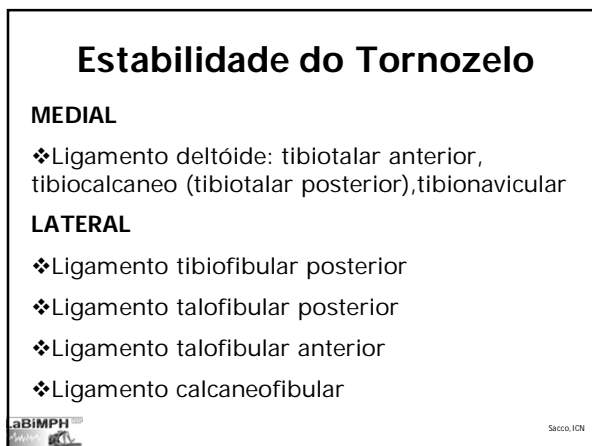 Estabilidade do Tornozelo
MEDIAL
❖Ligamento deltóide: tibiotalar anterior,
tibiocalcaneo (tibiotalar posterior),tibionavicular
LATERAL
❖Ligamento tibiofibular posterior
❖Ligamento talofibular posterior
❖Ligamento talofibular anterior
❖Ligamento calcaneofibular
aBiMPH
Sacco, ICN